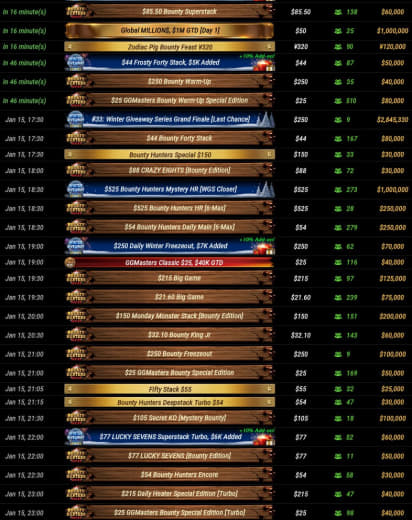 In 16 minute(s) $85.50 Bounty Superstack $85.50 138 $60,000
In 16 minute(s) Global MILLION$, $1M GTD [Day 1] $50 25 $1,000,000
In 16 minute(s) Zodiac Pig Bounty Feast ¥320 ¥320 90 ¥120,000
+10% Add-on!
In 46 minute(s) $44 Frosty Forty Stack, $5K Added $44 87 $50,000
In 46 minute(s) $250 Bounty Warm-Up $250 25 $40,000
In 46 minute(s) $25 GGMasters Bounty Warm-Up Special Edition $25 510 $80,000
Jan 15, 17:30 #33: Winter Giveaway Series Grand Finale [Last Chance] $250 9 $2,645,330
Jan 15, 17:30 $44 Bounty Forty Stack $44 167 $80,000
Jan 15, 17:30 Bounty Hunters Special $150 $150 33 $30,000
Jan 15, 18:00 $88 CRAZY EIGHTS [Bounty] $88 72 $30,000
Jan 15, 18:30 $525 Bounty Hunters Mystery HR [WGS Closer] $525 273 $1,000,000
Jan 15, 18:30 $525 Bounty Hunters HR [6-Max] $525 28 $250,000
Jan 15, 18:30 $54 Bounty Hunters Daily Main [6-Max] $54 279 $250,000
+10% Add-on!
Jan 15, 19:00 $250 Daily Winter Freezeout, $7K Added $250 62 $70,000
Jan 15, 19:00 GGMasters Classic $25, $40K GTD $25 116 $40,000
Jan 15, 19:30 $215 Big Game $215 97 $125,000
Jan 15, 19:30 $21.60 Big Game $21.60 239 $75,000
Jan 15, 20:00 $150 Monday Monster Stack [Bounty Edition] $150 151 $200,000
Jan 15, 20:30 $32.10 Bounty King Jr. $32.10 143 $60,000
Jan 15, 21:00 $250 Bounty Freezeout $250 9 $100,000
Jan 15, 21:00 $25 GGMasters Bounty Special Edition $25 169 $50,000
Jan 15, 21:05 Fifty Stack $55 $55 32 $25,000
Jan 15, 21:15 Bounty Hunters Deepstack Turbo $54 $54 47 $30,000
Jan 15, 21:30 $105 Secret KO [Mystery Bounty] $105 18 $100,000
+10% Add-on!
Jan 15, 22:00 $77 LUCKY SEVENS Superstack Turbo, $6K Added $77 52 $60,000
Jan 15, 22:00 $77 LUCKY SEVENS [Bounty Edition] $77 11 $50,000
Jan 15, 22:30 $54 Bounty Hunters Encore $54 58 $30,000
Jan 15, 23:00 $215 Daily Heater Special Edition [Turbo] $215 47 $40,000
Jan 15, 23:00 $25 GGMasters Bounty Special Edition [Turbo] $25 98 $40,000